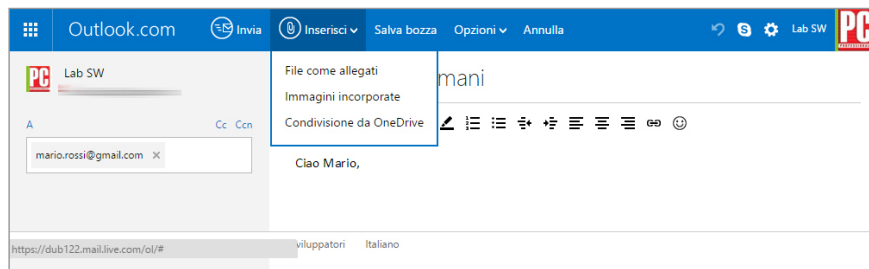 Outlook.com Invia Inserisci Salva bozza Opzioni Annulla Lab SW PC
PC Lab SW
File come allegati
mani
Immagini incorporate
Condivisione da OneDrive
A Cc Ccn
mario.rossi@gmail.com
Ciao Mario,
https://dub122.mail.live.com/ol/# viluppatori Italiano